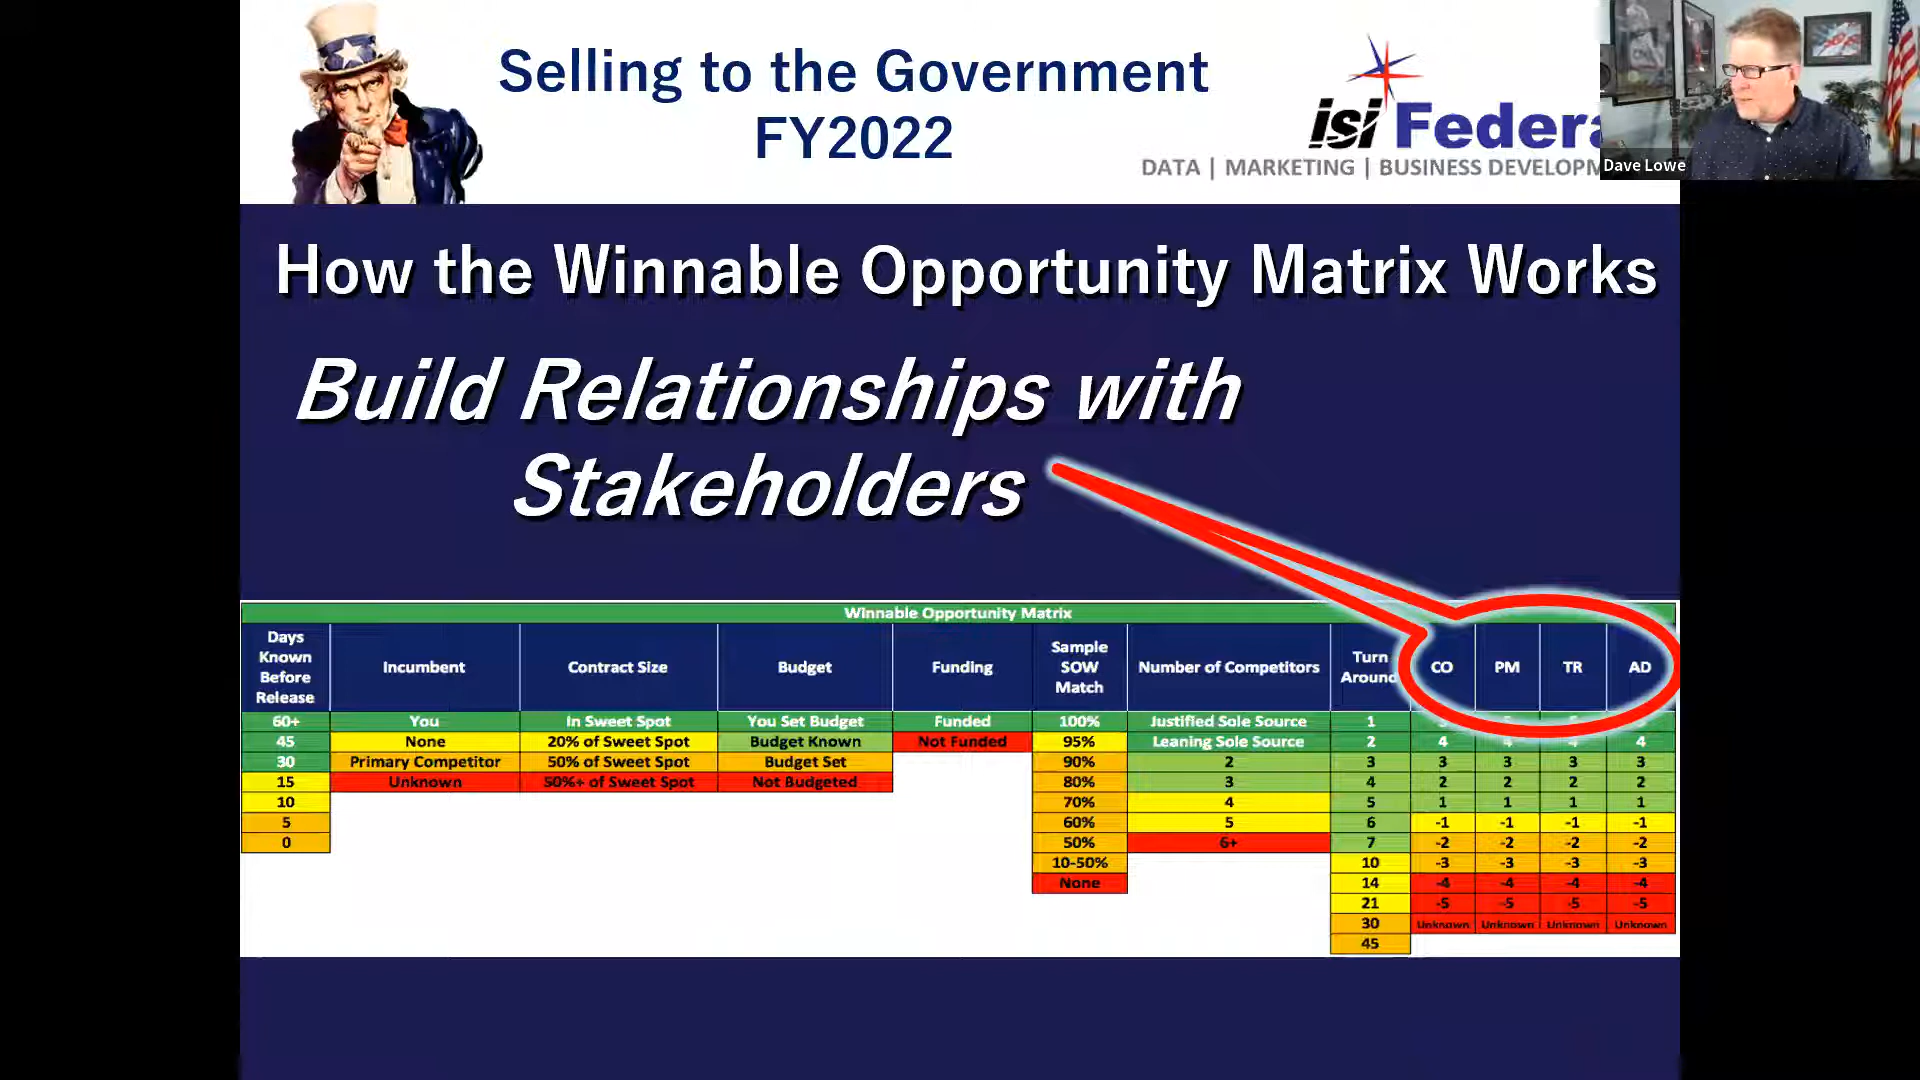 Selling to the Government
FY2022
isi Federa
DATA | MARKETING | BUSINESS DEVELOPM
Dave Lowe
How the Winnable Opportunity Matrix Works
Build Relationships with
Stakeholders
Winnable Opportunity Matrix
Days Known Before Release Incumbent Contract Size Budget Funding Sample SOW Match Number of Competitors Turn Around CO PM TR AD
60+ You In Sweet Spot You Set Budget Funded 100% Justified Sole Source 1
45 None 20% of Sweet Spot Budget Known Not Funded 95% Leaning Sole Source 2 4 4 4 4
30 Primary Competitor 50% of Sweet Spot Budget Set 90% 2 3 3 3 3 3
15 Unknown 50%+ of Sweet Spot Not Budgeted 80% 3 4 2 2 2 2
10 70% 4 5 1 1 1 1
5 60% 5 6 -1 -1 -1 -1
0 50% 6+ 7 -2 -2 -2 -2
10-50% 10 -3 -3 -3 -3
None 14 -4 -4 -4 -4
21 -5 -5 -5 -5
30 Unknown Unknown Unknown Unknown
45